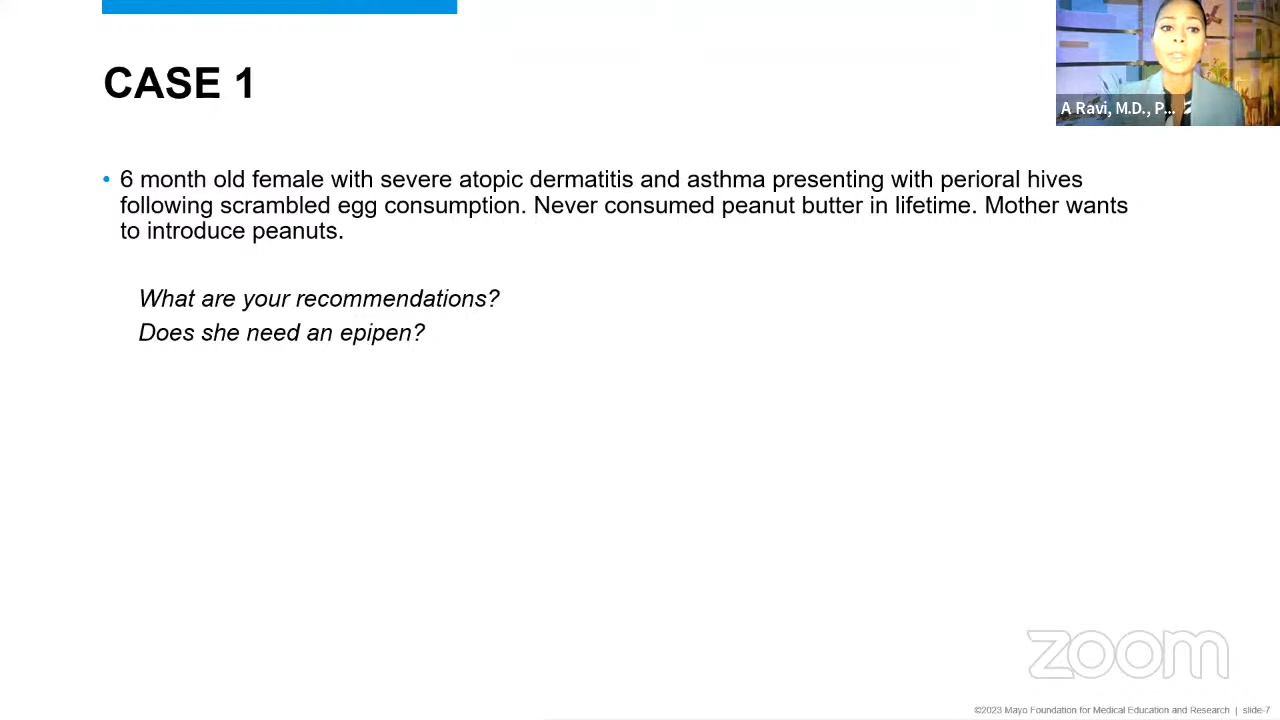 A Ravi, M.D., P...
CASE 1
• 6 month old female with severe atopic dermatitis and asthma presenting with perioral hives
following scrambled egg consumption. Never consumed peanut butter in lifetime. Mother wants
to introduce peanuts.
What are your recommendations?
Does she need an epipen?
zoom
©2023 Mayo Foundation for Medical Education and Research | slide-7